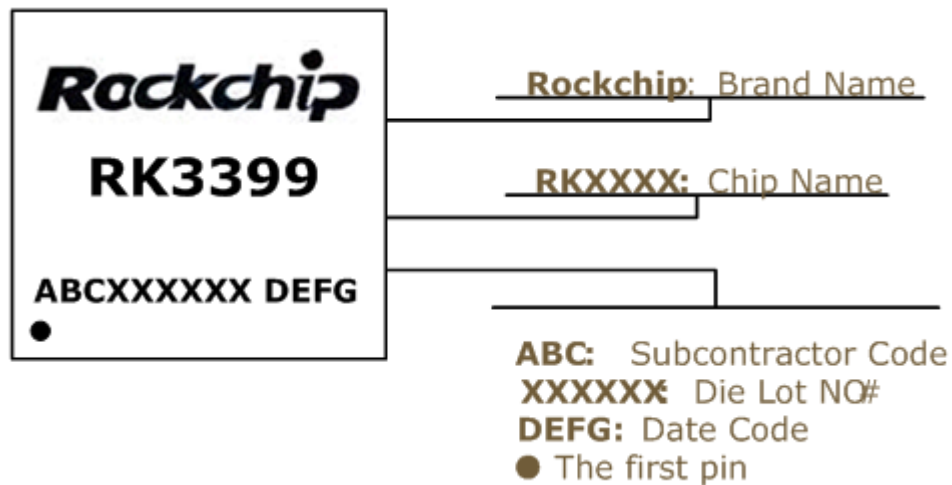 Rockchip
RK3399
ABCXXXXXX DEFG
Rockchip: Brand Name
RKXXXX: Chip Name
ABC: Subcontractor Code
XXXXXX: Die Lot NO#
DEFG: Date Code
● The first pin